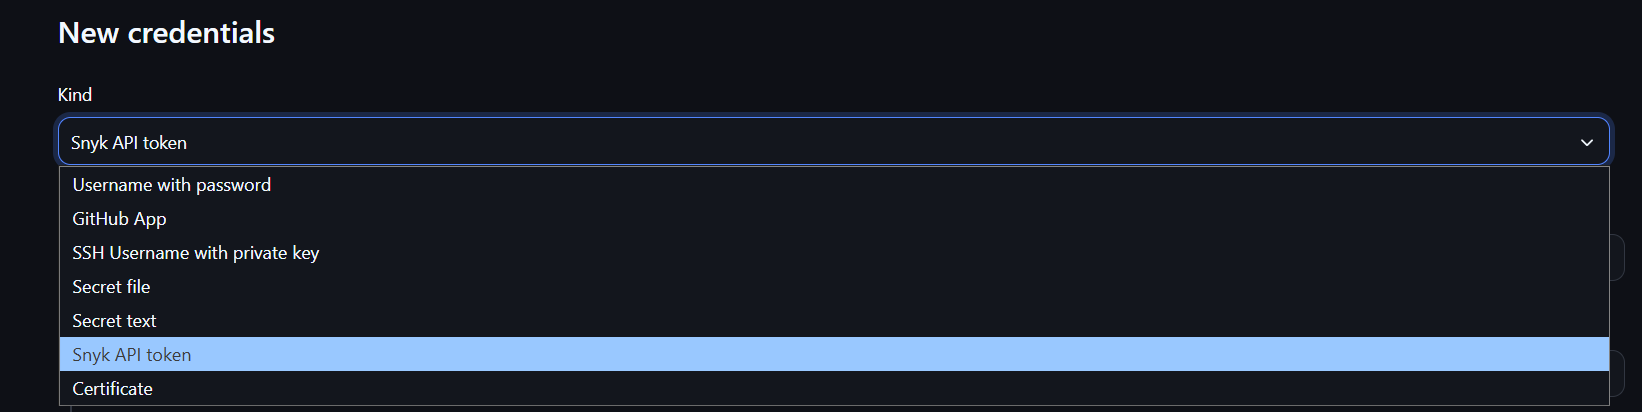 New credentials
Kind
Snyk API token
Username with password
GitHub App
SSH Username with private key
Secret file
Secret text
Snyk API token
Certificate